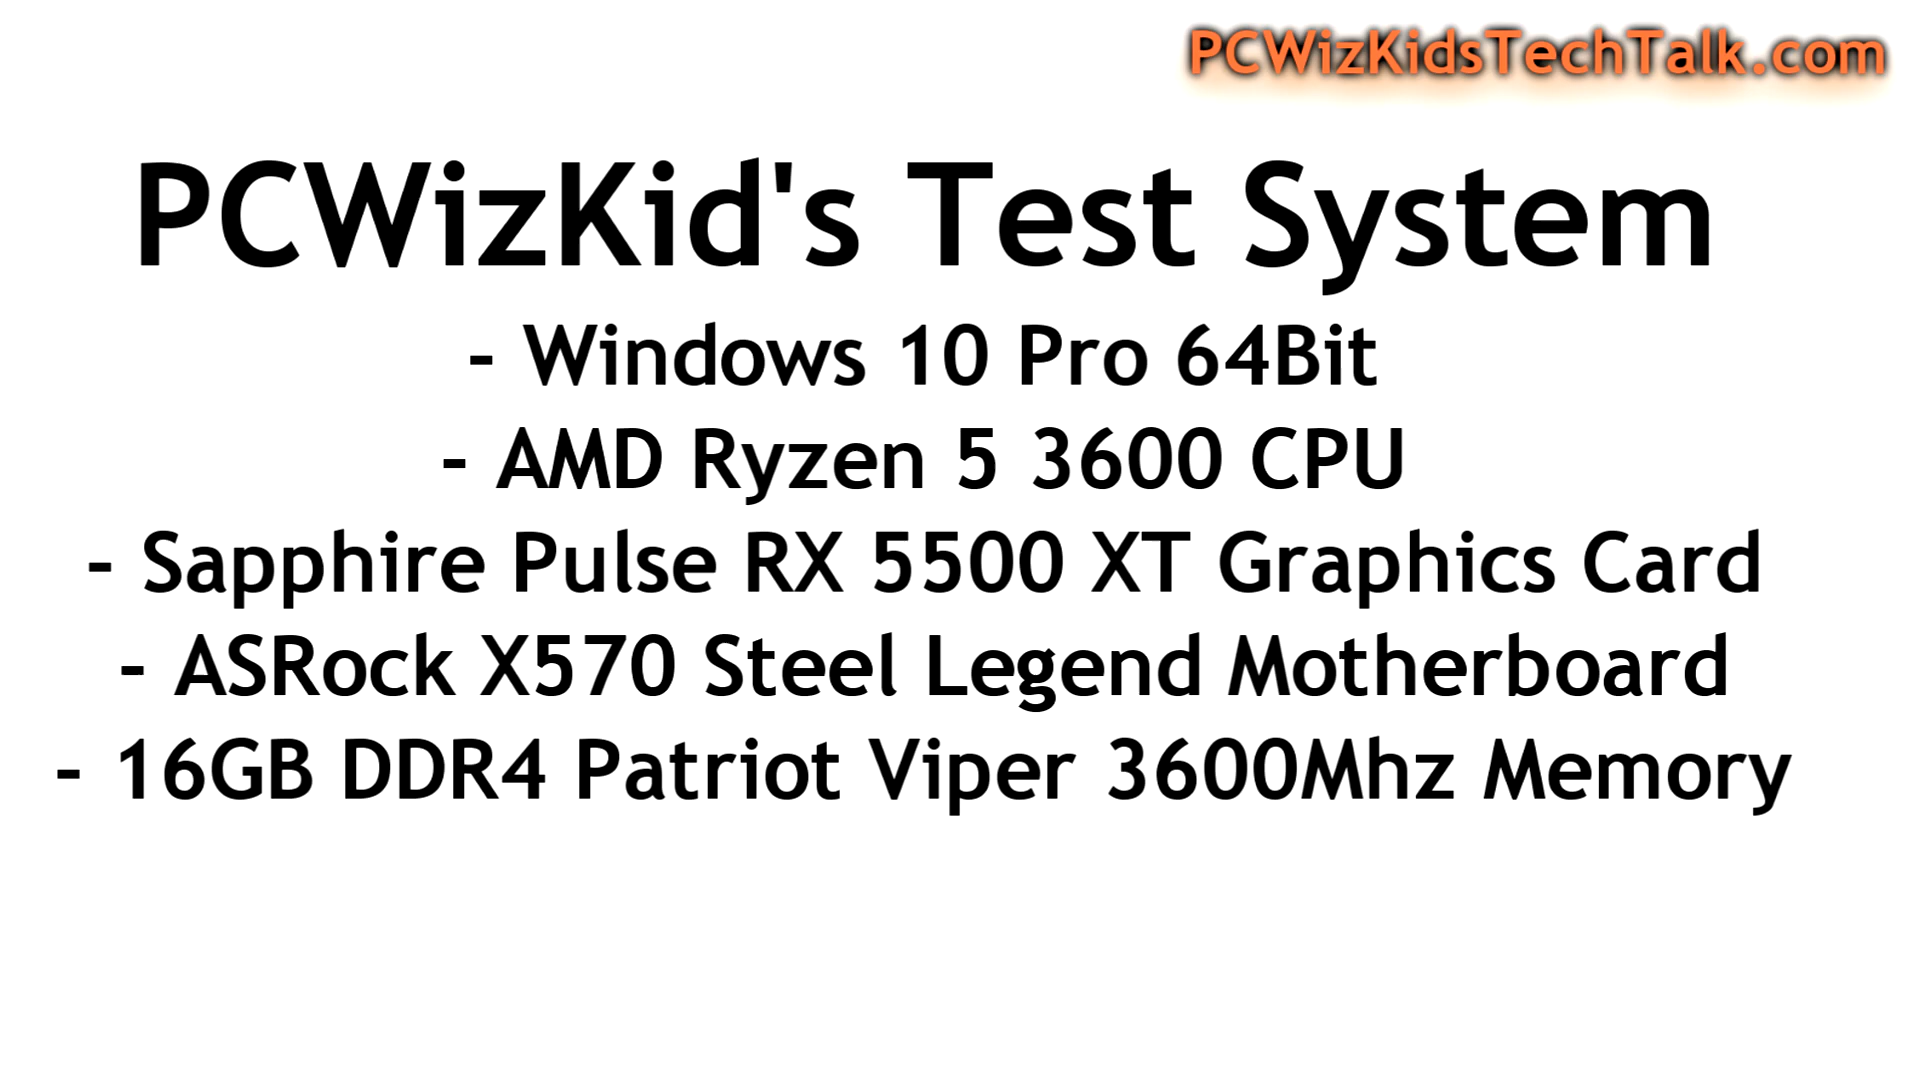 PCWizKidsTechTalk.com
PCWizKid's Test System
- Windows 10 Pro 64Bit
- AMD Ryzen 5 3600 CPU
- Sapphire Pulse RX 5500 XT Graphics Card
- ASRock X570 Steel Legend Motherboard
- 16GB DDR4 Patriot Viper 3600Mhz Memory